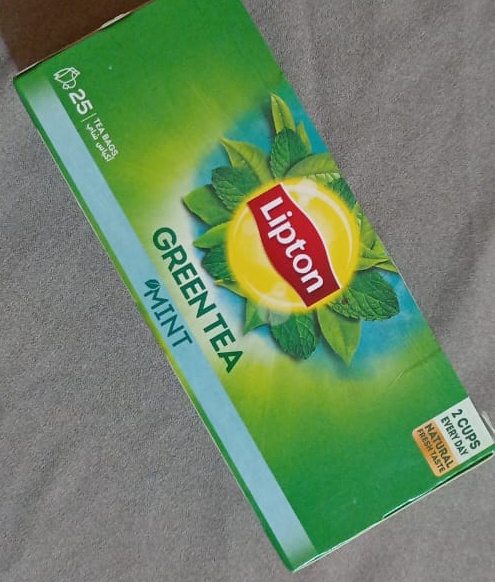 25
TEA BAGS
أكياس شاي
Lipton
GREEN TEA
MINT
2 CUPS
EVERY DAY
NATURAL
FRESH TASTE